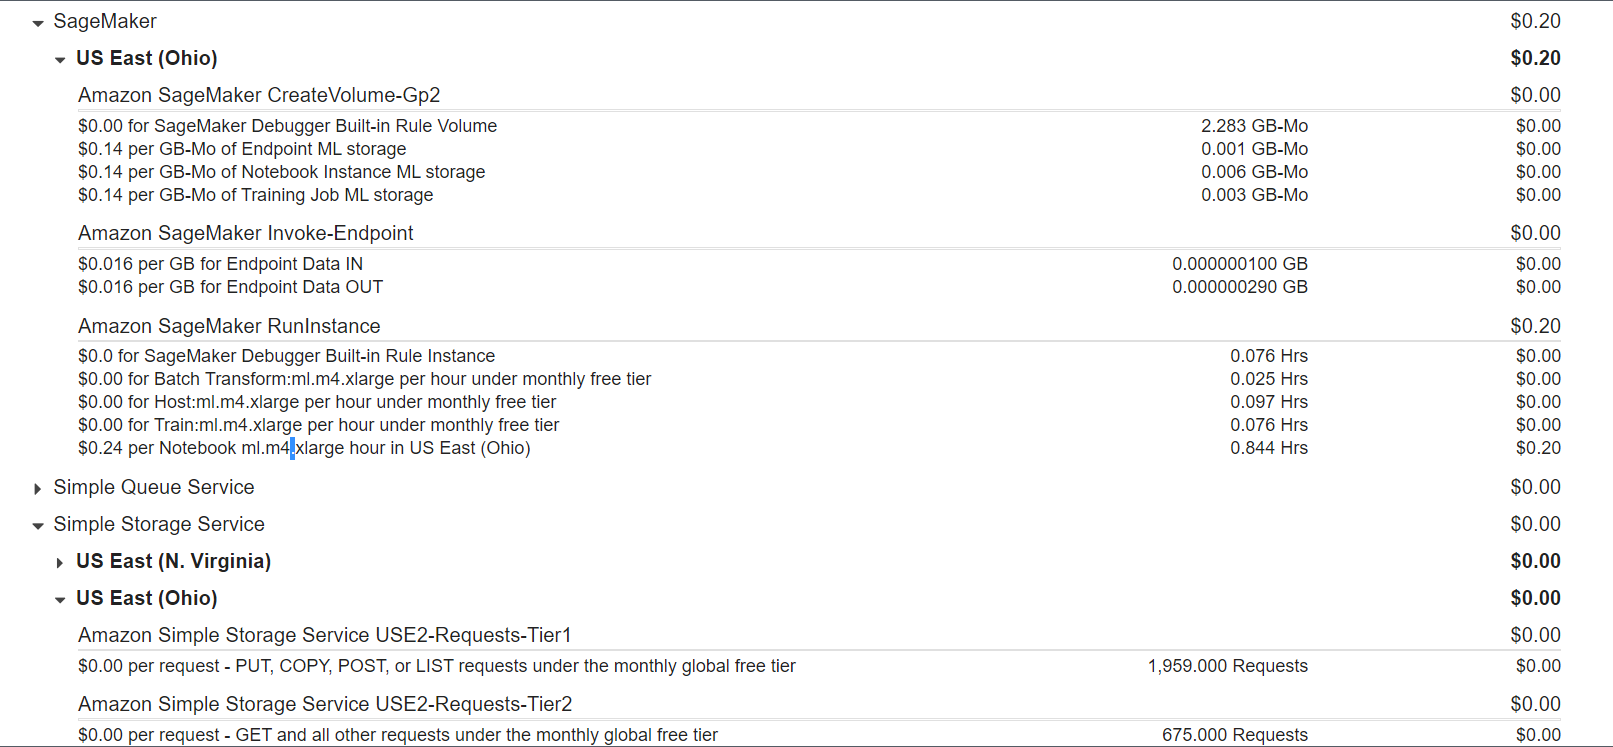 SageMaker $0.20
US East (Ohio) $0.20
Amazon SageMaker CreateVolume-Gp2 $0.00
$0.00 for SageMaker Debugger Built-in Rule Volume 2.283 GB-Mo $0.00
$0.14 per GB-Mo of Endpoint ML storage 0.001 GB-Mo $0.00
$0.14 per GB-Mo of Notebook Instance ML storage 0.006 GB-Mo $0.00
$0.14 per GB-Mo of Training Job ML storage 0.003 GB-Mo $0.00
Amazon SageMaker Invoke-Endpoint $0.00
$0.016 per GB for Endpoint Data IN 0.000000100 GB $0.00
$0.016 per GB for Endpoint Data OUT 0.000000290 GB $0.00
Amazon SageMaker RunInstance $0.20
$0.0 for SageMaker Debugger Built-in Rule Instance 0.076 Hrs $0.00
$0.00 for Batch Transform:ml.m4.xlarge per hour under monthly free tier 0.025 Hrs $0.00
$0.00 for Host:ml.m4.xlarge per hour under monthly free tier 0.097 Hrs $0.00
$0.00 for Train:ml.m4.xlarge per hour under monthly free tier 0.076 Hrs $0.00
$0.24 per Notebook ml.m4.xlarge hour in US East (Ohio) 0.844 Hrs $0.20
Simple Queue Service $0.00
Simple Storage Service $0.00
US East (N. Virginia) $0.00
US East (Ohio) $0.00
Amazon Simple Storage Service USE2-Requests-Tier1 $0.00
$0.00 per request - PUT, COPY, POST, or LIST requests under the monthly global free tier 1,959.000 Requests $0.00
Amazon Simple Storage Service USE2-Requests-Tier2 $0.00
$0.00 per request - GET and all other requests under the monthly global free tier 675.000 Requests $0.00